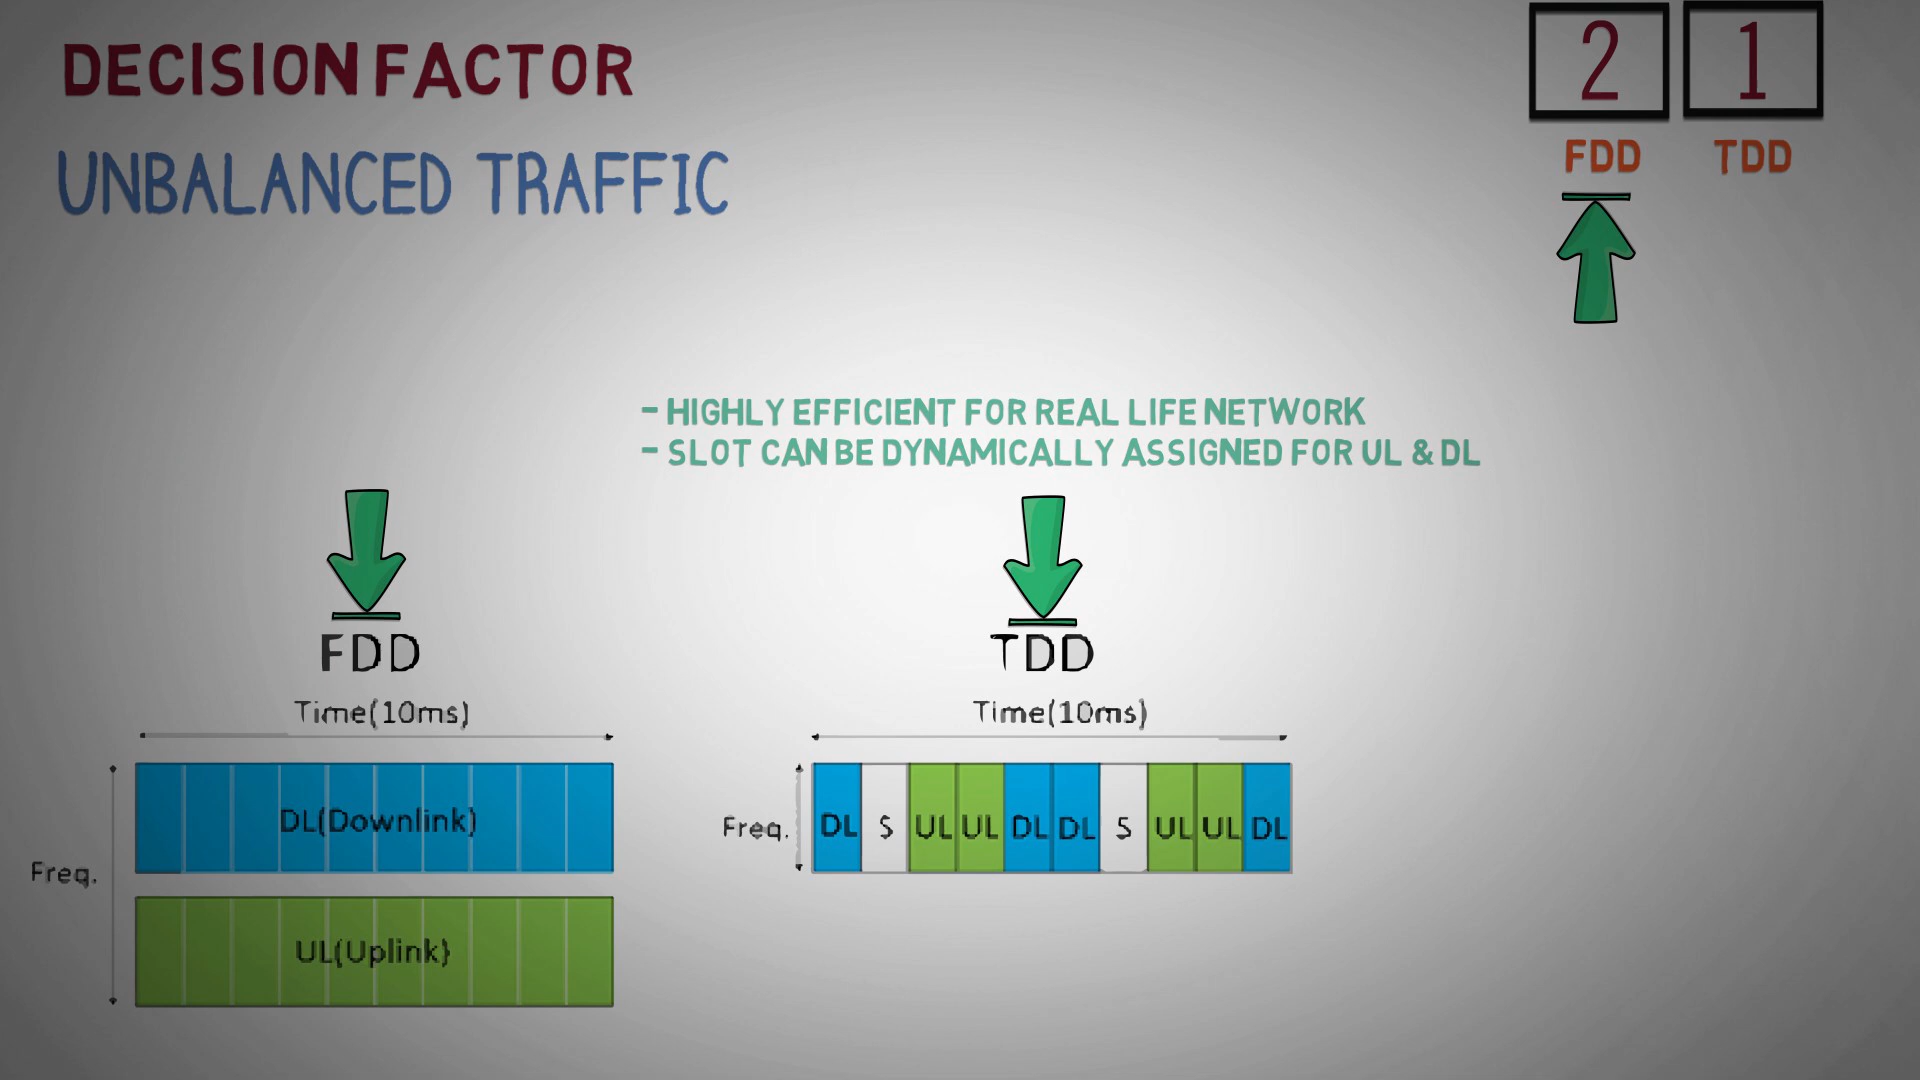 DECISION FACTOR
UNBALANCED TRAFFIC
2 1
FDD TDD
- HIGHLY EFFICIENT FOR REAL LIFE NETWORK
- SLOT CAN BE DYNAMICALLY ASSIGNED FOR UL & DL
FDD
Time(10ms)
Freq.
DL(Downlink)
UL(Uplink)
TDD
Time(10ms)
Freq.
DL S UL UL DL DL S UL UL DL